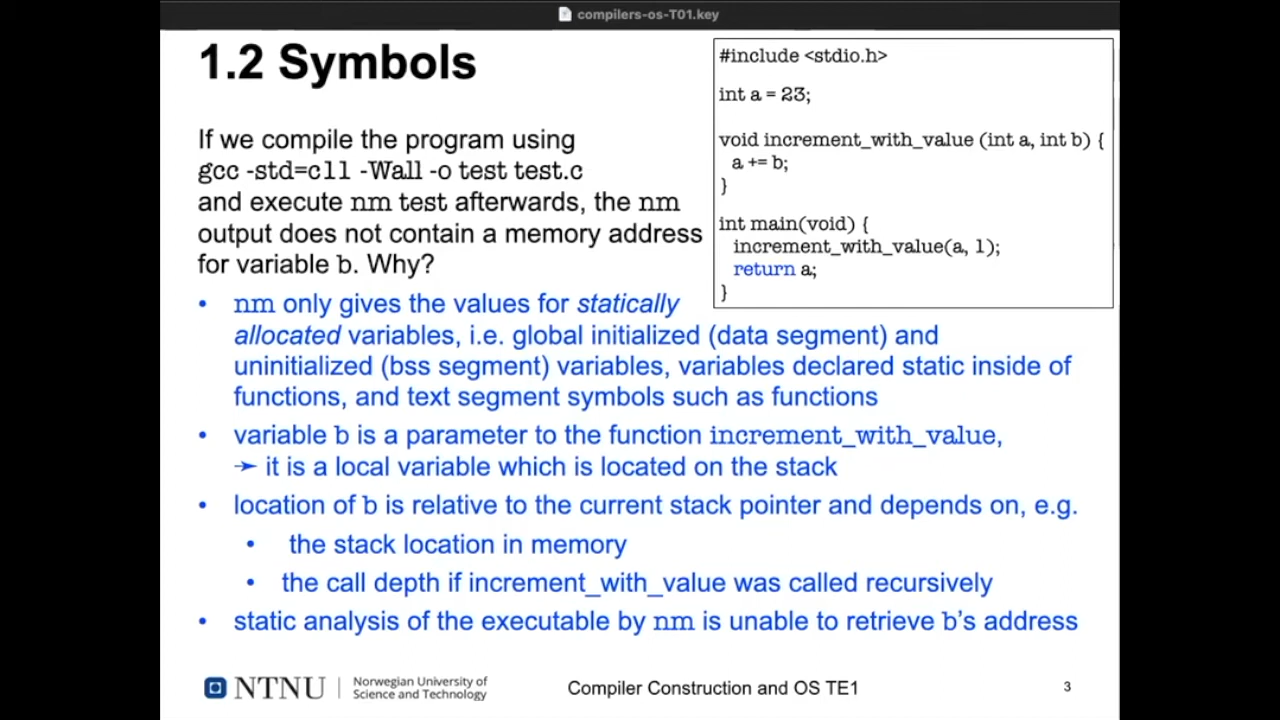 compilers-os-T01.key
1.2 Symbols
If we compile the program using
gcc -std=c11 -Wall -o test test.c
and execute nm test afterwards, the nm
output does not contain a memory address
for variable b. Why?
#include <stdio.h>
int a = 23;
void increment_with_value (int a, int b) {
a += b;
}
int main(void) {
increment_with_value(a, 1);
return a;
}
• nm only gives the values for statically
allocated variables, i.e. global initialized (data segment) and
uninitialized (bss segment) variables, variables declared static inside of
functions, and text segment symbols such as functions
• variable b is a parameter to the function increment_with_value,
➛ it is a local variable which is located on the stack
• location of b is relative to the current stack pointer and depends on, e.g.
• the stack location in memory
• the call depth if increment_with_value was called recursively
• static analysis of the executable by nm is unable to retrieve b's address
NTNU
Norwegian University of
Science and Technology
Compiler Construction and OS TE1
3